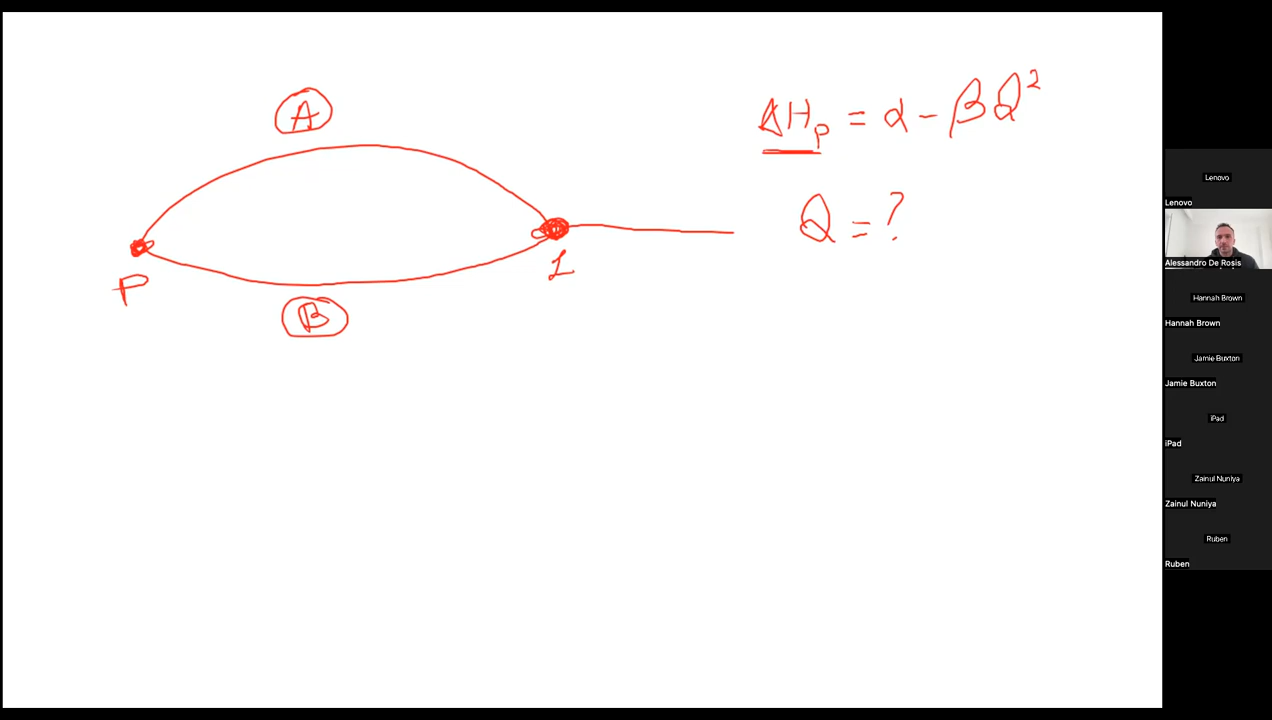 A
ΔH_p = α - βQ²
Q = ?
P
L
B
Lenovo
Lenovo
Alessandro De Rosis
Hannah Brown
Hannah Brown
Jamie Buxton
Jamie Buxton
iPad
iPad
Zainul Nuniya
Zainul Nuniya
Ruben
Ruben